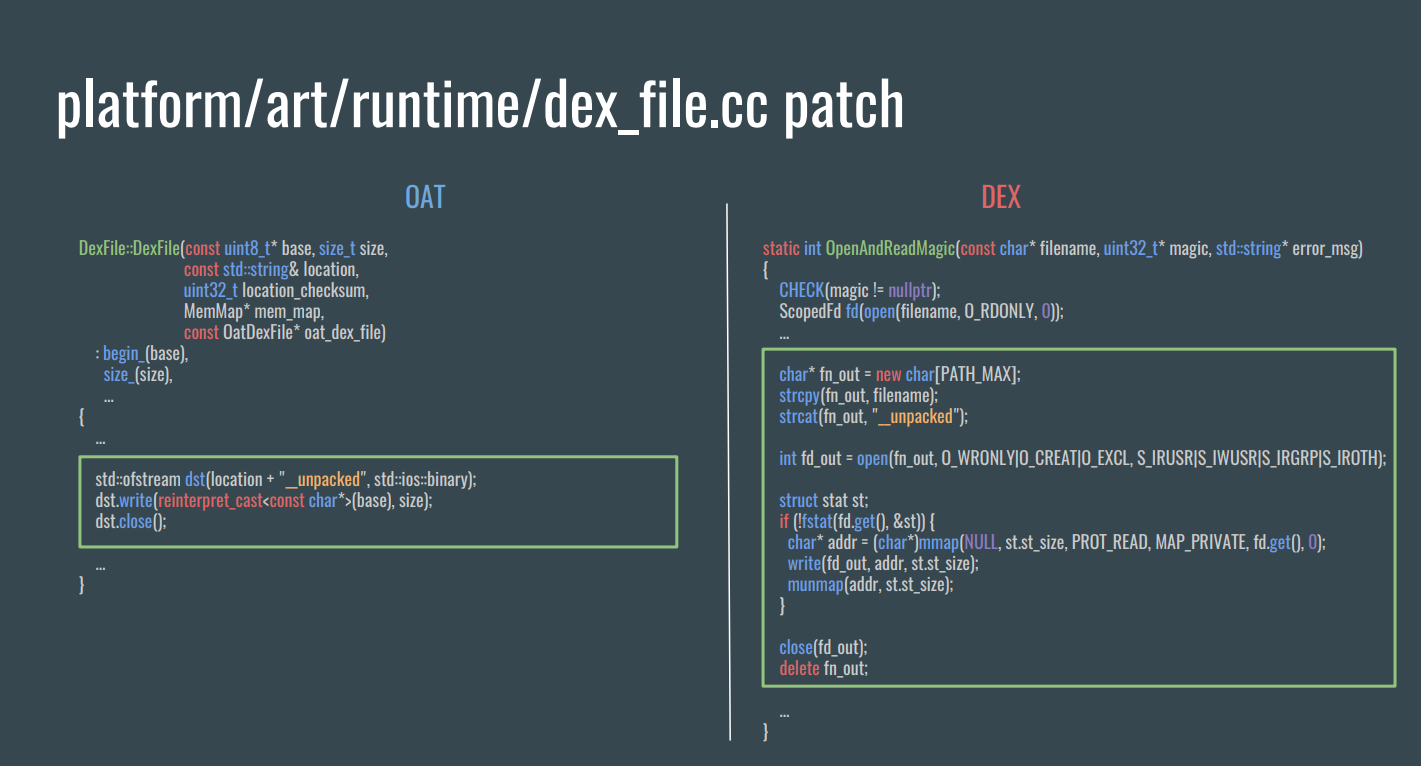 platform/art/runtime/dex_file.cc patch
OAT
DexFile::DexFile(const uint8_t* base, size_t size,
const std::string& location,
uint32_t location_checksum,
MemMap* mem_map,
const OatDexFile* oat_dex_file)
: begin_(base),
size_(size),
...
{
...
std::ofstream dst(location + "__unpacked", std::ios::binary);
dst.write(reinterpret_cast<const char*>(base), size);
dst.close();
...
}
DEX
static int OpenAndReadMagic(const char* filename, uint32_t* magic, std::string* error_msg)
{
CHECK(magic != nullptr);
ScopedFd fd(open(filename, O_RDONLY, 0));
...
char* fn_out = new char[PATH_MAX];
strcpy(fn_out, filename);
strcat(fn_out, "__unpacked");
int fd_out = open(fn_out, O_WRONLY|O_CREAT|O_EXCL, S_IRUSR|S_IWUSR|S_IRGRP|S_IROTH);
struct stat st;
if (!fstat(fd.get(), &st)) {
char* addr = (char*)mmap(NULL, st.st_size, PROT_READ, MAP_PRIVATE, fd.get(), 0);
write(fd_out, addr, st.st_size);
munmap(addr, st.st_size);
}
close(fd_out);
delete fn_out;
...
}